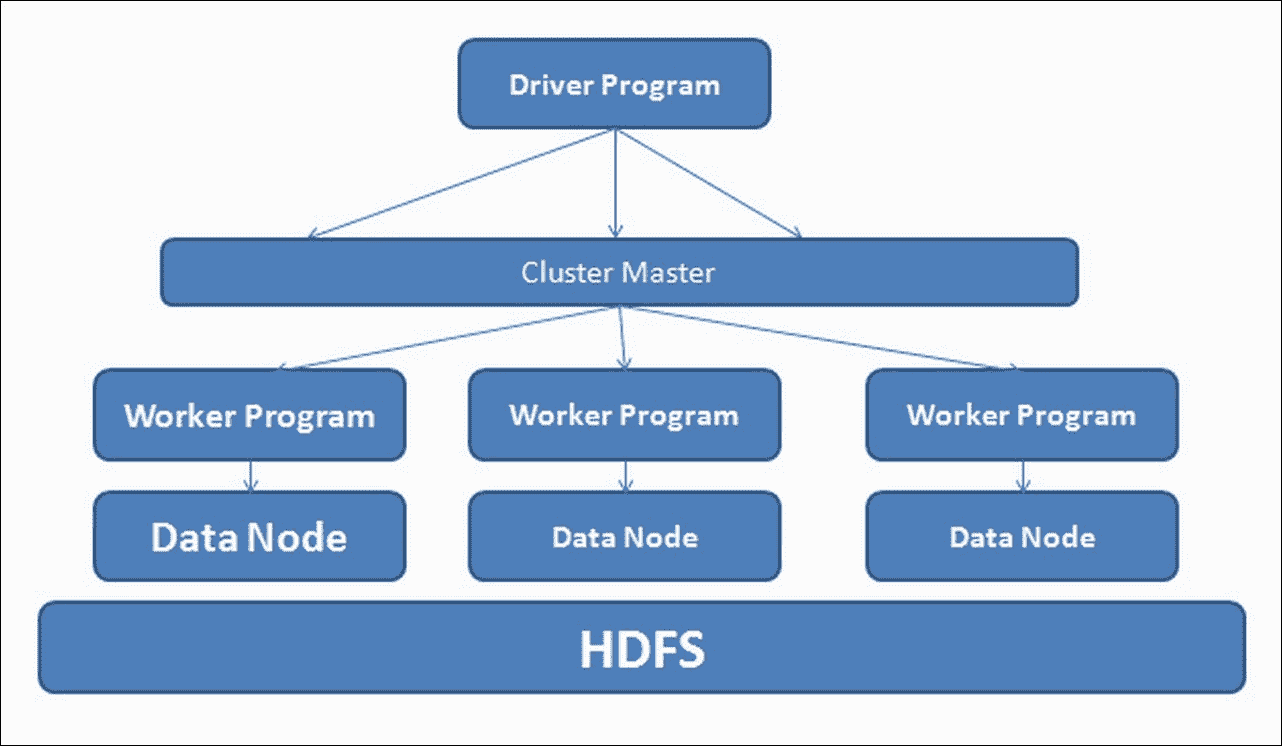 Driver Program
Cluster Master
Worker Program
Worker Program
Worker Program
Data Node
Data Node
Data Node
HDFS